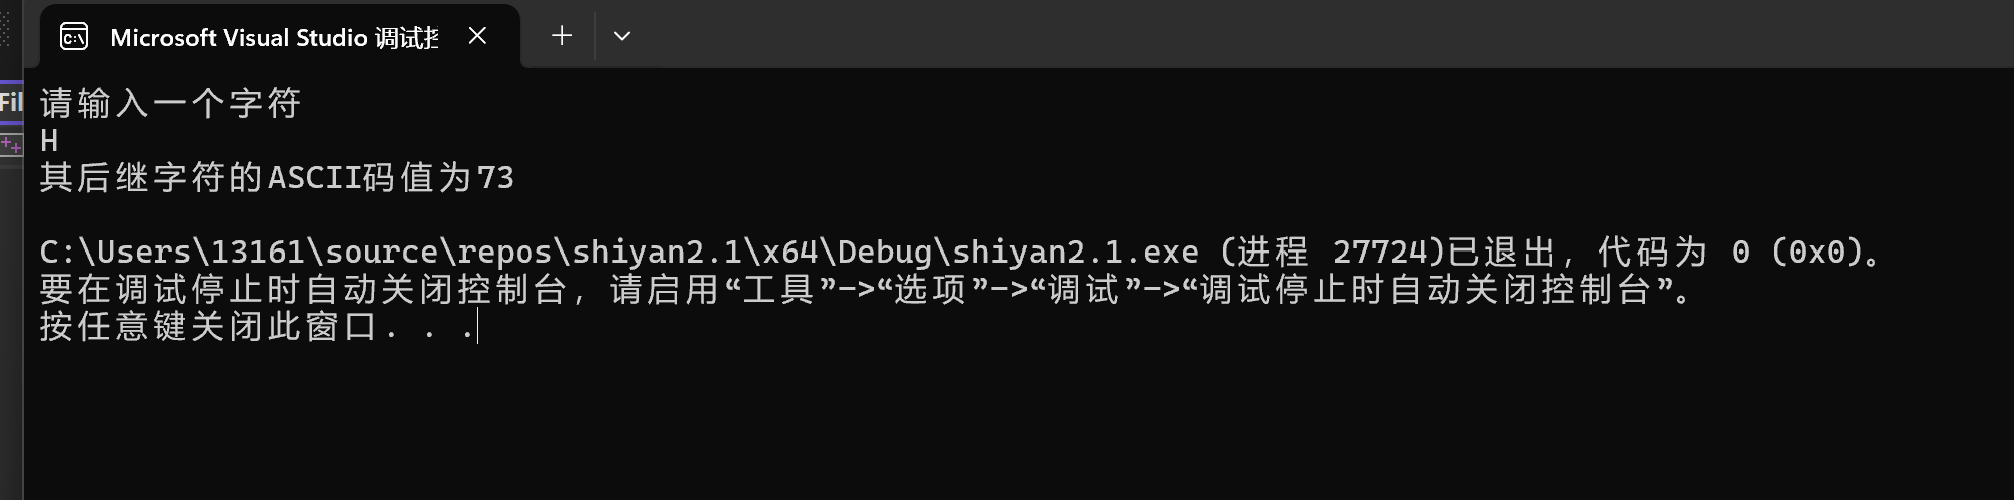 Microsoft Visual Studio 调试
Fil
请输入一个字符
H
其后继字符的ASCII码值为73
C:\Users\13161\source\repos\shiyan2.1\x64\Debug\shiyan2.1.exe (进程 27724)已退出，代码为 0 (0x0)。
要在调试停止时自动关闭控制台，请启用“工具”->“选项”->“调试”->“调试停止时自动关闭控制台”。
按任意键关闭此窗口. . .